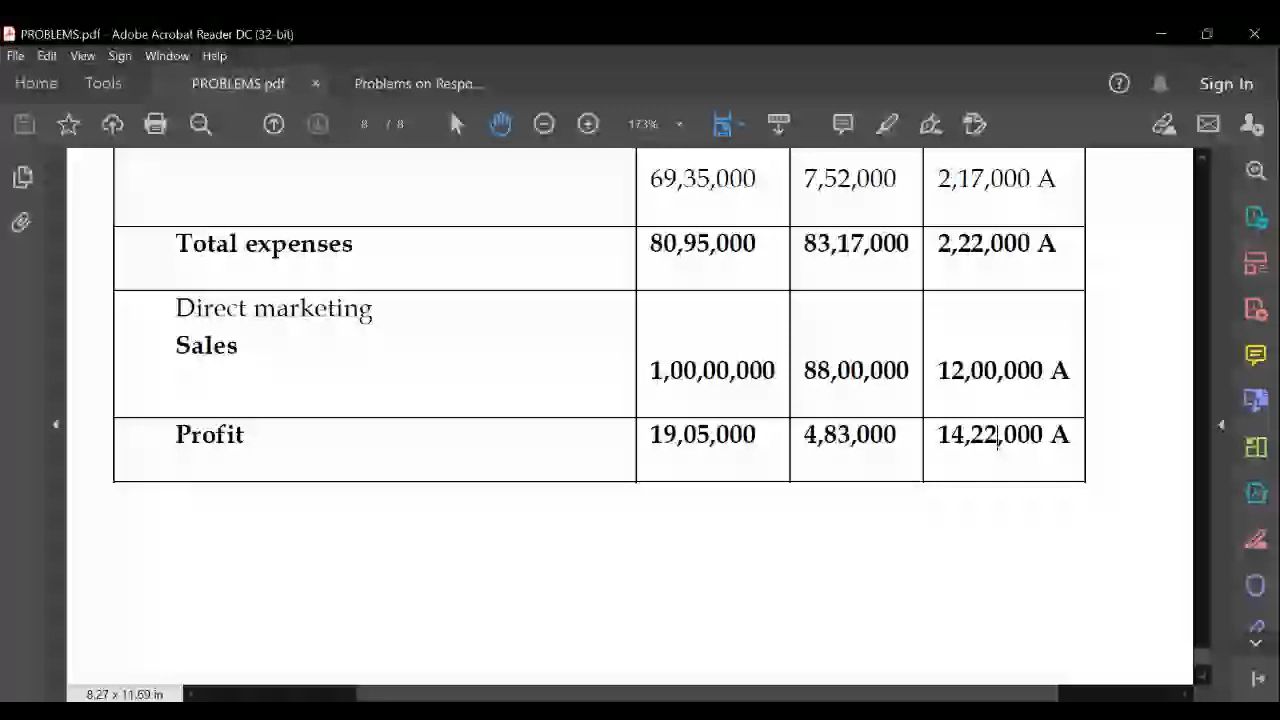 PROBLEMS.pdf - Adobe Acrobat Reader DC (32-bit)
File Edit View Sign Window Help
Home Tools PROBLEMS.pdf × Problems on Respo... Sign In
8 / 8 173%
69,35,000 7,52,000 2,17,000 A
Total expenses 80,95,000 83,17,000 2,22,000 A
Direct marketing
Sales
1,00,00,000 88,00,000 12,00,000 A
Profit 19,05,000 4,83,000 14,22,000 A
8.27 x 11.69 in